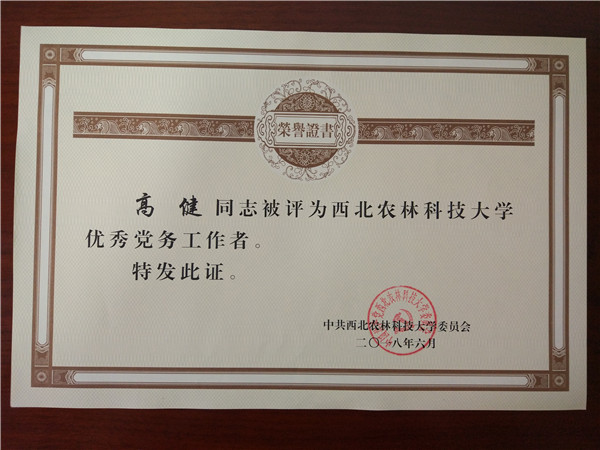 榮譽證書
高 健 同志被评为西北农林科技大学
优秀党务工作者。
特发此证。
中共西北农林科技大学委员会
二〇一八年六月